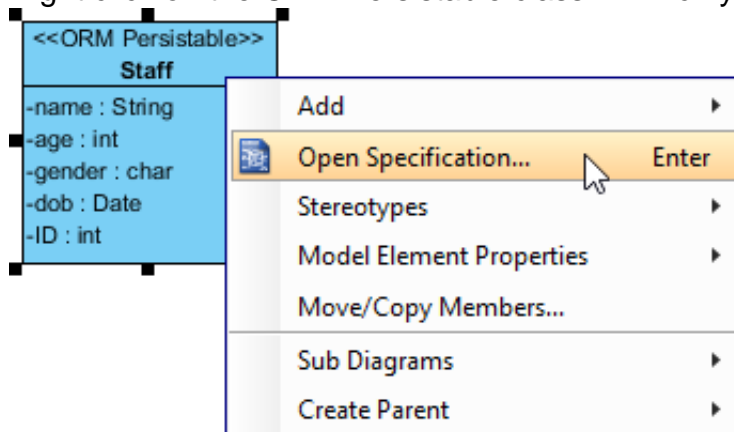 <<ORM Persistable>>
Staff
-name : String
-age : int
-gender : char
-dob : Date
-ID : int
Add
Open Specification... Enter
Stereotypes
Model Element Properties
Move/Copy Members...
Sub Diagrams
Create Parent